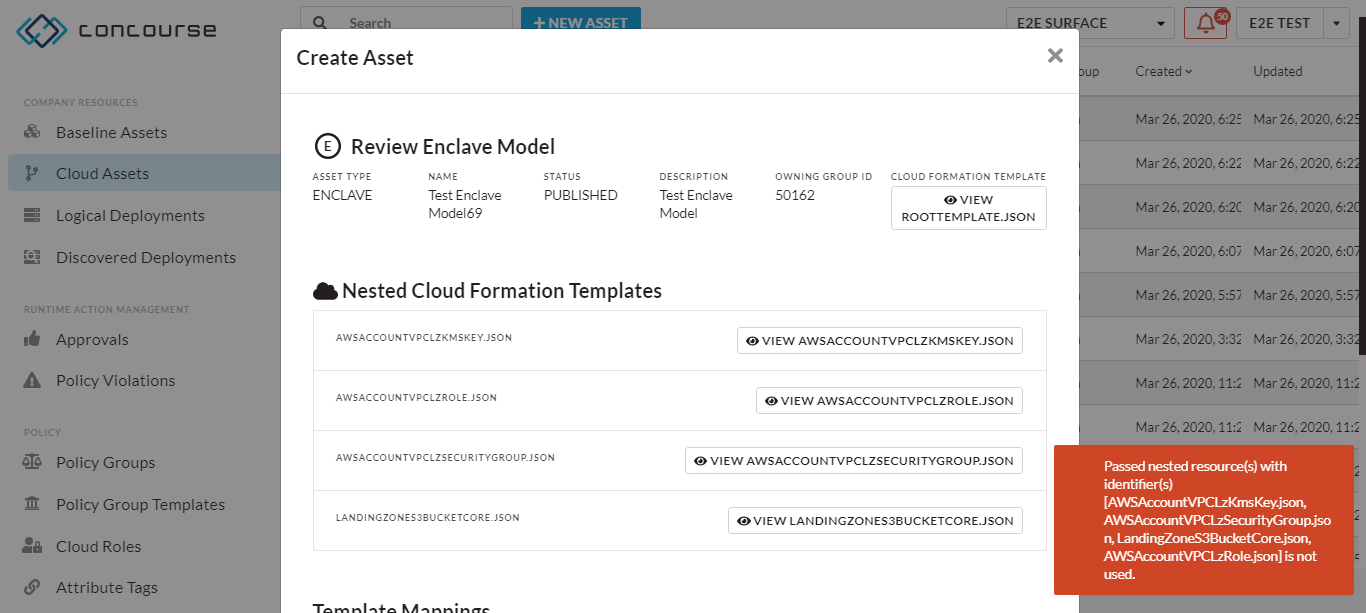 concourse
Search
+ NEW ASSET
E2E SURFACE
50
E2E TEST
Create Asset
oup
Created
Updated
COMPANY RESOURCES
Baseline Assets
Cloud Assets
Logical Deployments
Discovered Deployments
RUNTIME ACTION MANAGEMENT
Approvals
Policy Violations
POLICY
Policy Groups
Policy Group Templates
Cloud Roles
Attribute Tags
E Review Enclave Model
ASSET TYPE
ENCLAVE
NAME
Test Enclave
Model69
STATUS
PUBLISHED
DESCRIPTION
Test Enclave
Model
OWNING GROUP ID
50162
CLOUD FORMATION TEMPLATE
VIEW
ROOTTEMPLATE.JSON
Nested Cloud Formation Templates
AWSACCOUNTVPCLZKMSKEY.JSON
VIEW AWSACCOUNTVPCLZKMSKEY.JSON
AWSACCOUNTVPCLZROLE.JSON
VIEW AWSACCOUNTVPCLZROLE.JSON
AWSACCOUNTVPCLZSECURITYGROUP.JSON
VIEW AWSACCOUNTVPCLZSECURITYGROUP.JSON
LANDINGZONES3BUCKETCORE.JSON
VIEW LANDINGZONES3BUCKETCORE.JSON
Template Mappings
Mar 26, 2020, 6:25 Mar 26, 2020, 6:25
Mar 26, 2020, 6:22 Mar 26, 2020, 6:22
Mar 26, 2020, 6:20 Mar 26, 2020, 6:20
Mar 26, 2020, 6:07 Mar 26, 2020, 6:07
Mar 26, 2020, 5:57 Mar 26, 2020, 5:57
Mar 26, 2020, 3:32 Mar 26, 2020, 3:32
Mar 26, 2020, 11:2 Mar 26, 2020, 11:2
Mar 26, 2020, 11:2 Mar 26, 2020, 11:2
Passed nested resource(s) with
identifier(s)
[AWSAccountVPCLzKmsKey.json,
AWSAccountVPCLzSecurityGroup.jso
n, LandingZoneS3BucketCore.json,
AWSAccountVPCLzRole.json] is not
used.